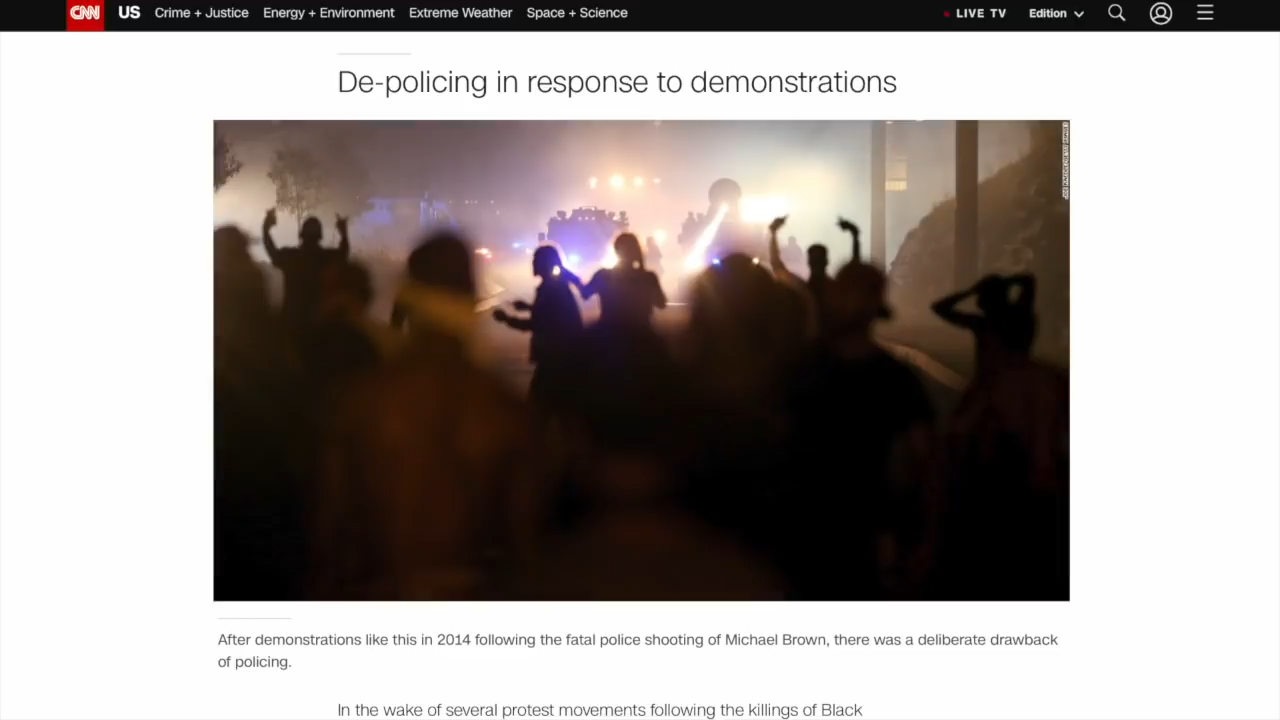 CNN US Crime + Justice Energy + Environment Extreme Weather Space + Science LIVE TV Edition
De-policing in response to demonstrations
After demonstrations like this in 2014 following the fatal police shooting of Michael Brown, there was a deliberate drawback
of policing.
In the wake of several protest movements following the killings of Black